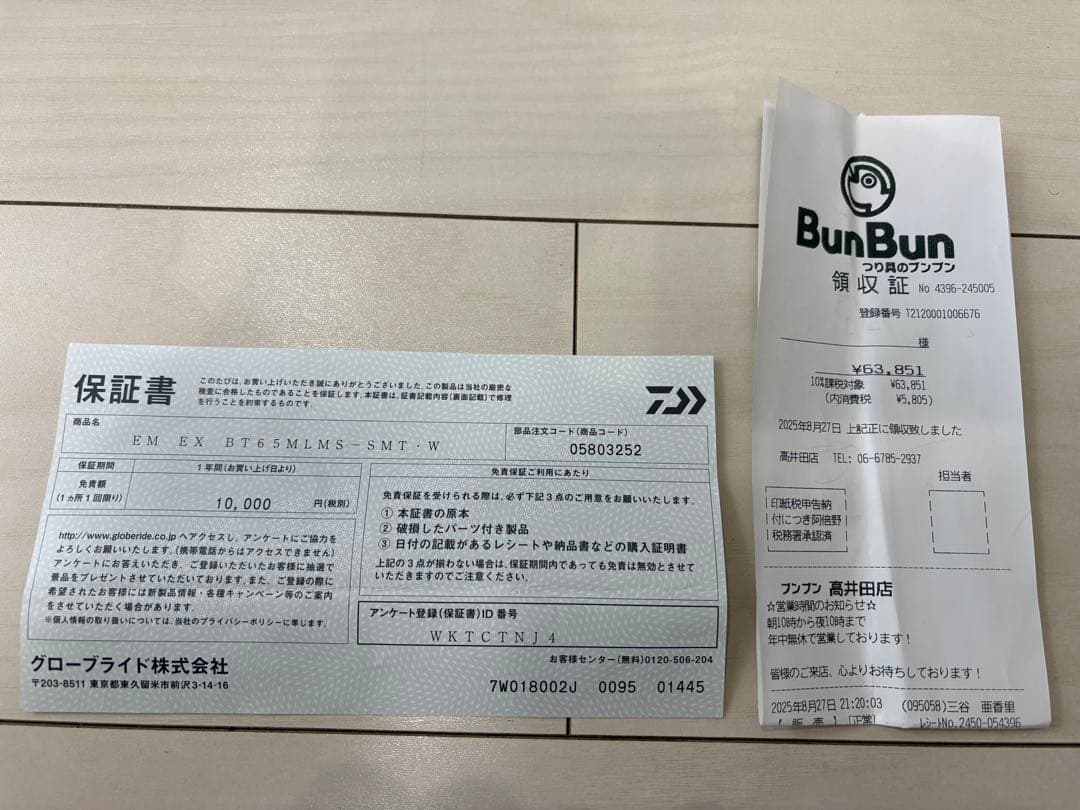 保証書
このたびは、お買い上げいただき誠にありがとうございました。この製品は当社の厳密な
検査に合格したものであることを保証します。本証書は、証書記載内容(裏面記載)で修理
を行うことを約束するものです。
商品名
EM EX BT65MLMS-SMT・W
部品注文コード(商品コード)
05803252
保証期間
1年間(お買い上げ日より)
免責額
(1ヵ所1回限り)
10,000 円(税別)
http://www.globeride.co.jp へアクセスし、アンケートにご協力を
よろしくお願いいたします。(携帯電話からはアクセスできません)
アンケートにお答えいただき、ご登録いただいたお客様に抽選で
景品をプレゼントさせていただいております。また、ご登録の際に
希望されたお客様には新製品情報・各種キャンペーン等のご案内
をさせていただく場合があります。
※個人情報の取り扱いについては、当社のプライバシーポリシーに準じます。
免責保証ご利用にあたり
免責保証を受けられる際は、必ず下記3点のご用意をお願いいたします。
① 本証書の原本
② 破損したパーツ付き製品
③ 日付の記載があるレシートや納品書などの購入証明書
上記の3点が揃わない場合は、保証期間内であっても免責は無効とさせて
いただきますのでご注意ください。
アンケート登録(保証書)ID番号
WKTCTNJ4
グローブライド株式会社
〒203-8511 東京都東久留米市前沢3-14-16
お客様センター(無料)0120-506-204
7W018002J 0095 01445
BunBun
つり具のブンブン
領収証 No 4396-245005
登録番号 T2120001006676
様
¥63,851
10%課税対象 ¥63,851
(内消費税 ¥5,805)
2025年8月27日 上記正に領収致しました
高井田店 TEL: 06-6785-2937
担当者
印紙税申告納
付につき阿倍野
税務署承認済
ブンブン 高井田店
☆営業時間のお知らせ☆
朝10時から夜10時まで
年中無休で営業しております!
皆様のご来店、心よりお待ちしております!
2025年8月27日 21:20:03 (095058)三谷 亜香里
【 販 売 】 [正常] レシートNo.2450-054396